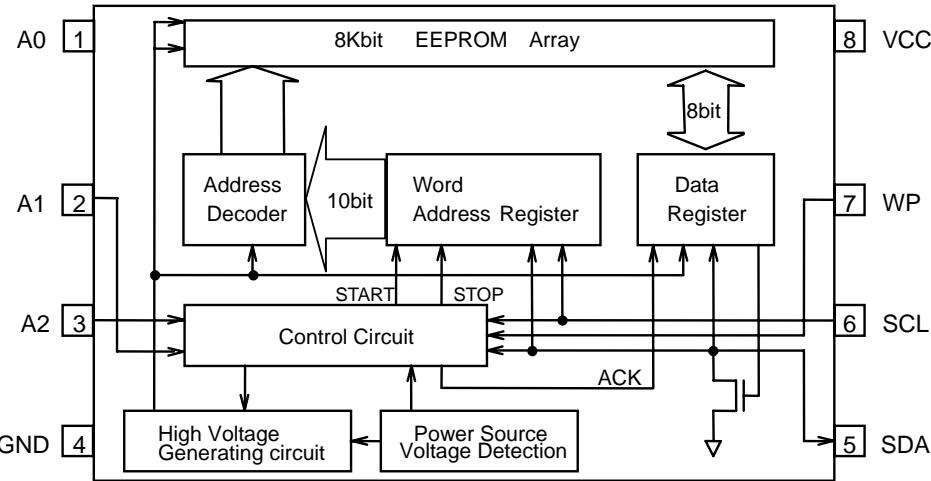 A0 1
8Kbit EEPROM Array
8 VCC
8bit
A1 2
Address
Decoder
10bit
Word
Address Register
Data
Register
7 WP
START STOP
A2 3
Control Circuit
6 SCL
ACK
GND 4
High Voltage
Generating circuit
Power Source
Voltage Detection
5 SDA